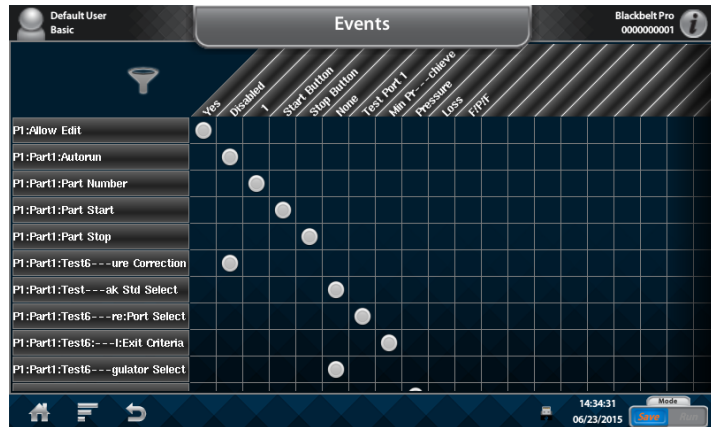 Default User
Basic
Events
Blackbelt Pro
0000000001
Yes
Disabled
1
Start Button
Stop Button
None
Test Port 1
Min Pr---chieve
Pressure
Loss
F/P/F
P1:Allow Edit
P1:Part1:Autorun
P1:Part1:Part Number
P1:Part1:Part Start
P1:Part1:Part Stop
P1:Part1:Test6---ure Correction
P1:Part1:Test---ak Std Select
P1:Part1:Test6---re:Port Select
P1:Part1:Test6:---l:Exit Criteria
P1:Part1:Test6---gulator Select
14:34:31
06/23/2015
Mode
Save
Run